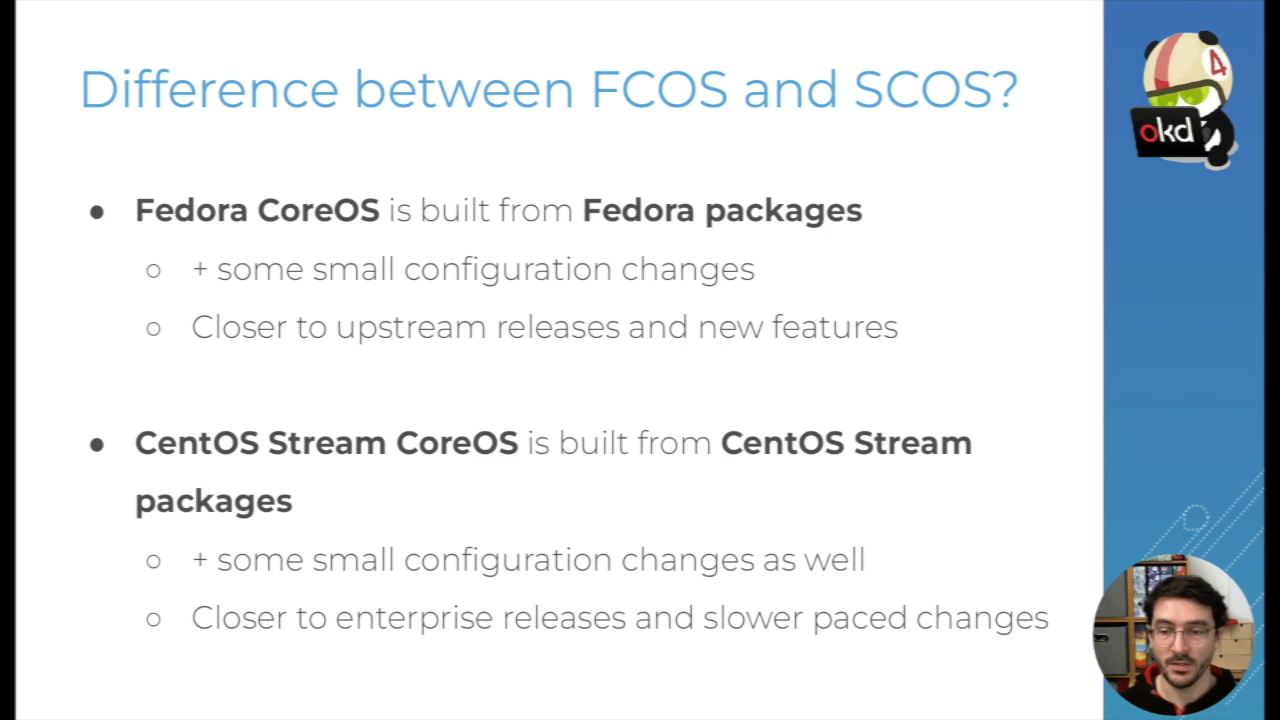 Difference between FCOS and SCOS?
4
okd
● Fedora CoreOS is built from Fedora packages
○ + some small configuration changes
○ Closer to upstream releases and new features
● CentOS Stream CoreOS is built from CentOS Stream
packages
○ + some small configuration changes as well
○ Closer to enterprise releases and slower paced changes